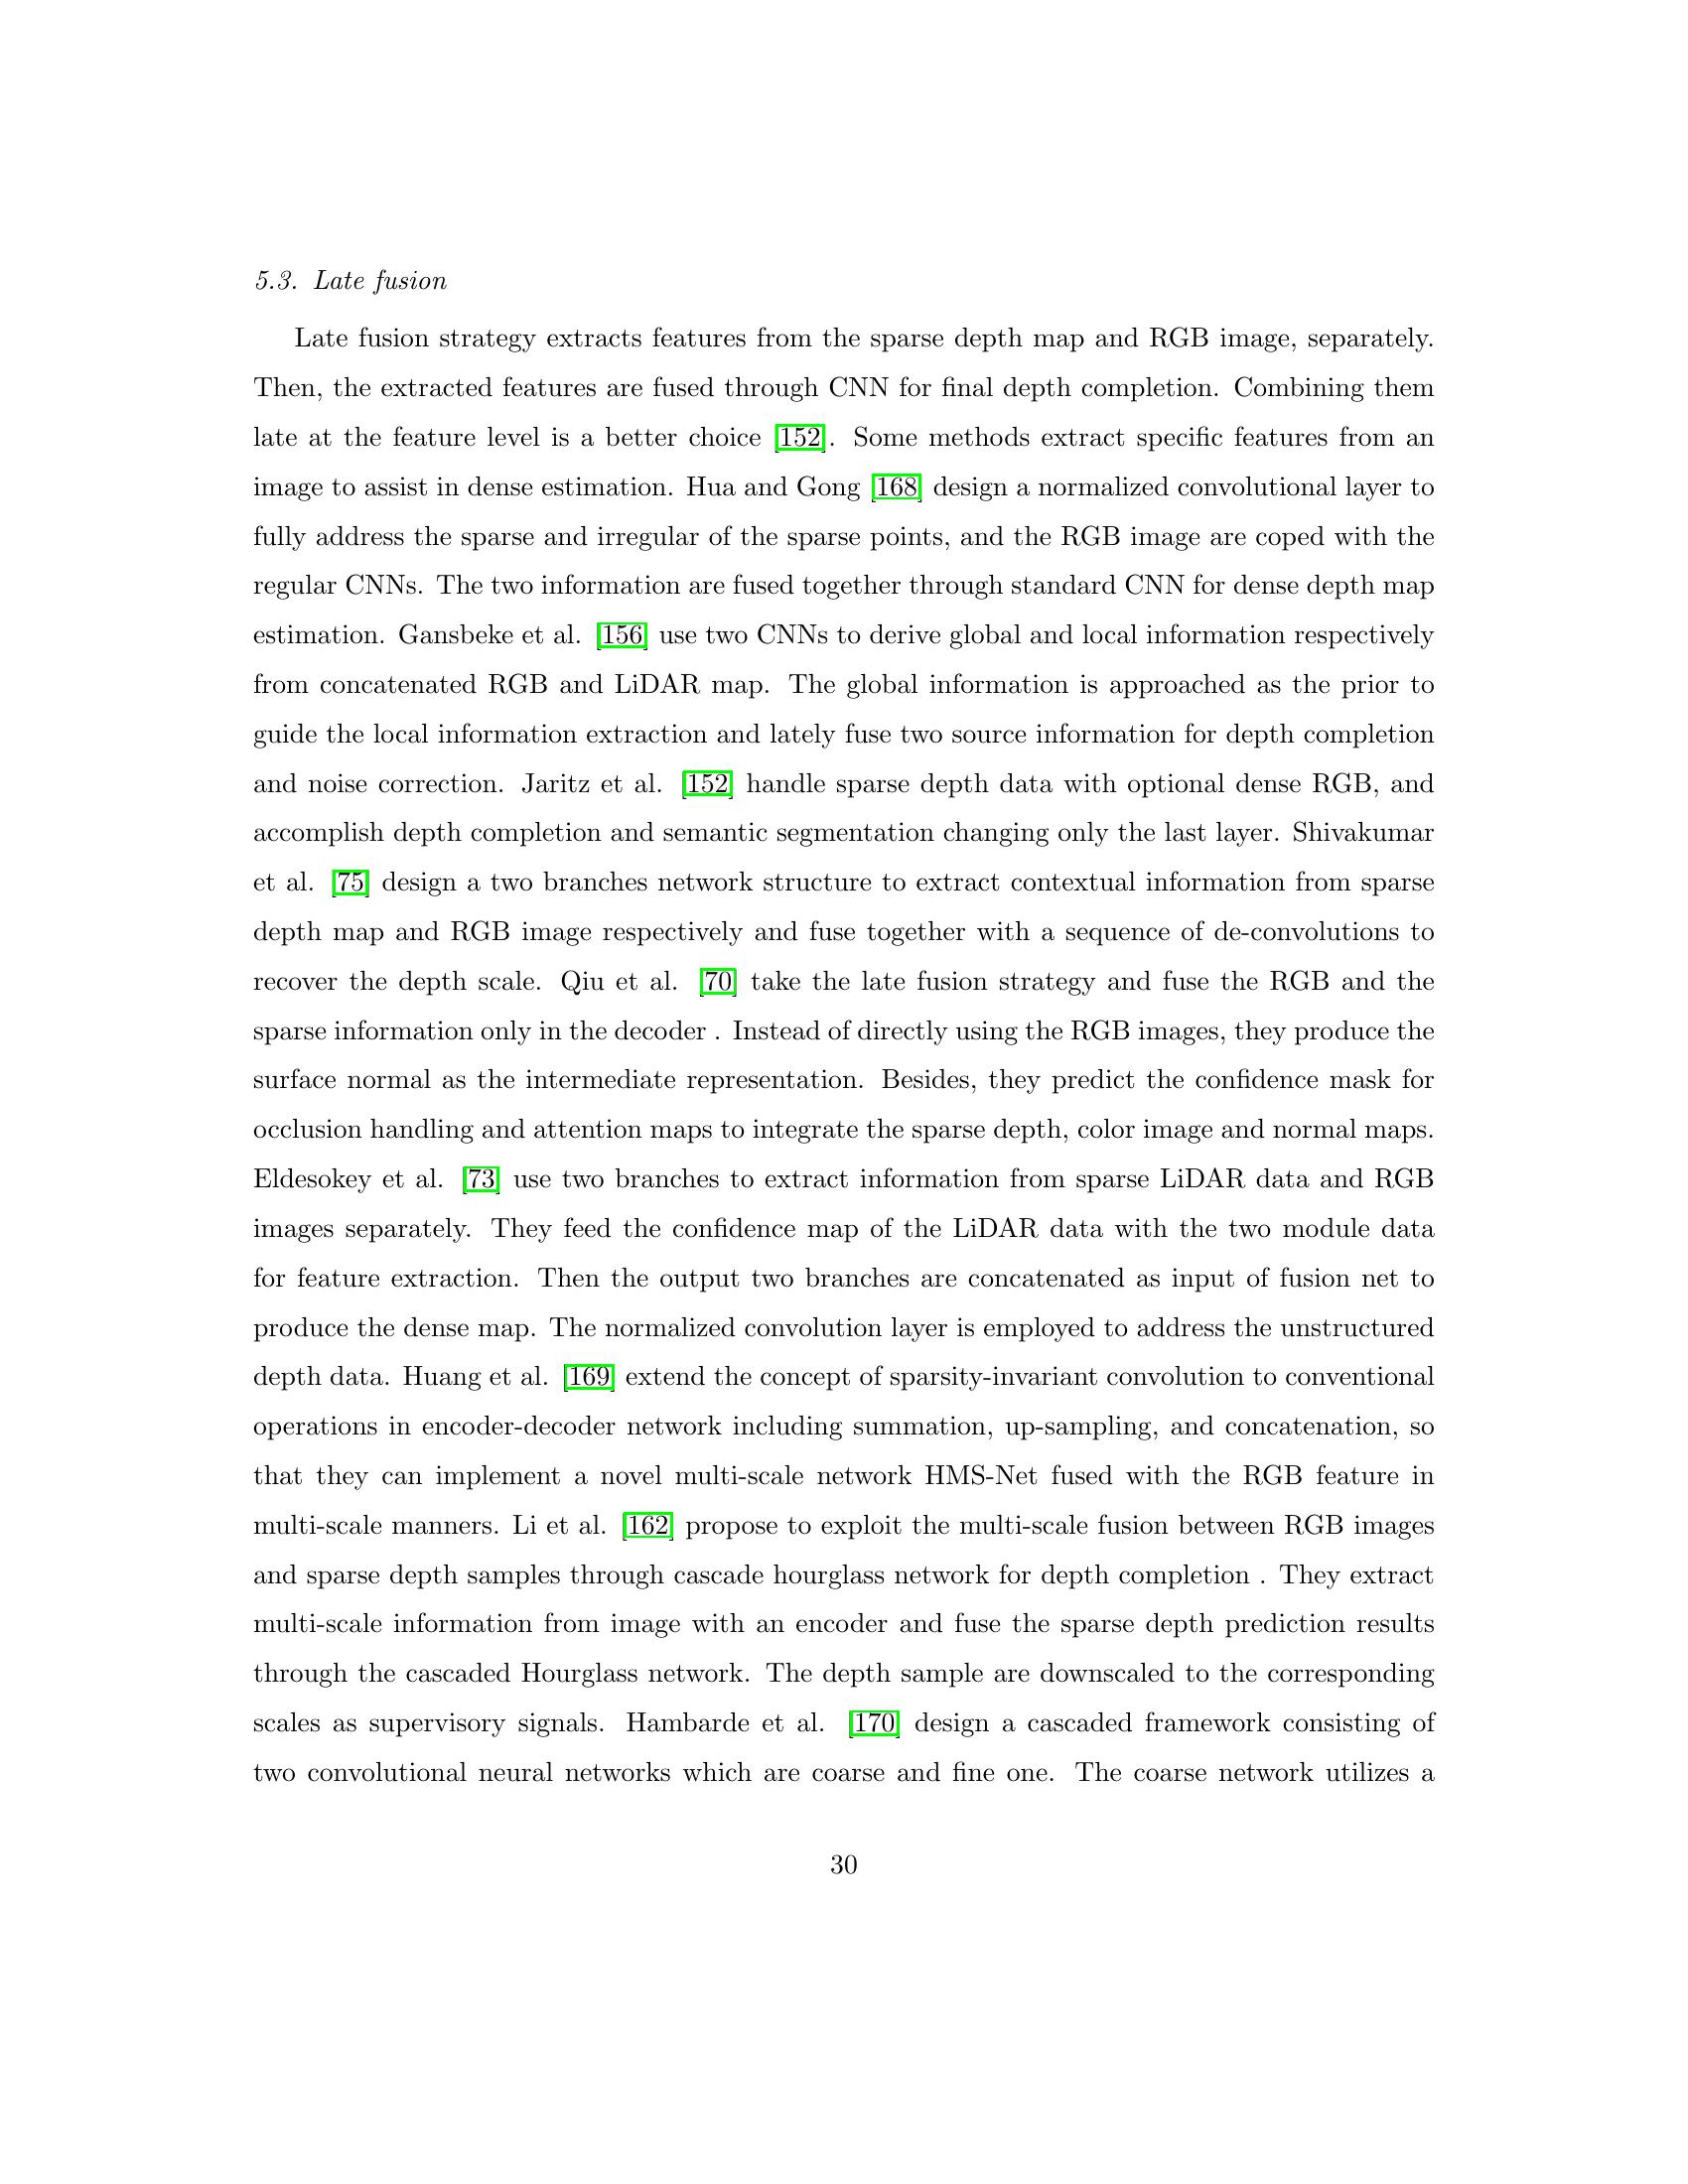 5.3. Late fusion
Late fusion strategy extracts features from the sparse depth map and RGB image, separately.
Then, the extracted features are fused through CNN for final depth completion. Combining them
late at the feature level is a better choice [152]. Some methods extract specific features from an
image to assist in dense estimation. Hua and Gong [168] design a normalized convolutional layer to
fully address the sparse and irregular of the sparse points, and the RGB image are coped with the
regular CNNs. The two information are fused together through standard CNN for dense depth map
estimation. Gansbeke et al. [156] use two CNNs to derive global and local information respectively
from concatenated RGB and LiDAR map. The global information is approached as the prior to
guide the local information extraction and lately fuse two source information for depth completion
and noise correction. Jaritz et al. [152] handle sparse depth data with optional dense RGB, and
accomplish depth completion and semantic segmentation changing only the last layer. Shivakumar
et al. [75] design a two branches network structure to extract contextual information from sparse
depth map and RGB image respectively and fuse together with a sequence of de-convolutions to
recover the depth scale. Qiu et al. [70] take the late fusion strategy and fuse the RGB and the
sparse information only in the decoder . Instead of directly using the RGB images, they produce the
surface normal as the intermediate representation. Besides, they predict the confidence mask for
occlusion handling and attention maps to integrate the sparse depth, color image and normal maps.
Eldesokey et al. [73] use two branches to extract information from sparse LiDAR data and RGB
images separately. They feed the confidence map of the LiDAR data with the two module data
for feature extraction. Then the output two branches are concatenated as input of fusion net to
produce the dense map. The normalized convolution layer is employed to address the unstructured
depth data. Huang et al. [169] extend the concept of sparsity-invariant convolution to conventional
operations in encoder-decoder network including summation, up-sampling, and concatenation, so
that they can implement a novel multi-scale network HMS-Net fused with the RGB feature in
multi-scale manners. Li et al. [162] propose to exploit the multi-scale fusion between RGB images
and sparse depth samples through cascade hourglass network for depth completion . They extract
multi-scale information from image with an encoder and fuse the sparse depth prediction results
through the cascaded Hourglass network. The depth sample are downscaled to the corresponding
scales as supervisory signals. Hambarde et al. [170] design a cascaded framework consisting of
two convolutional neural networks which are coarse and fine one. The coarse network utilizes a
30